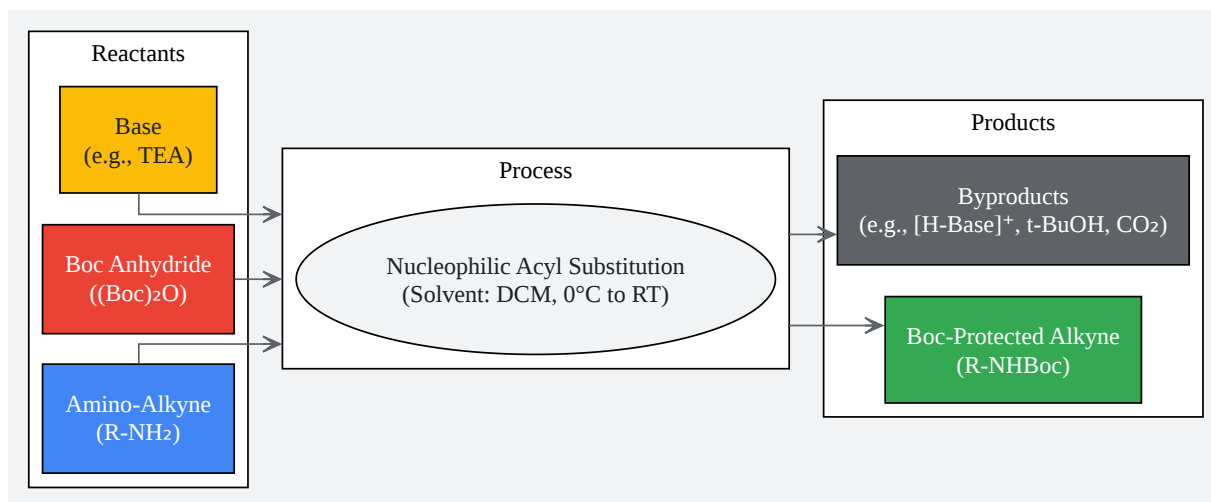 Reactants
Base
(e.g., TEA)
Boc Anhydride
((Boc)₂O)
Amino-Alkyne
(R-NH₂)
Process
Nucleophilic Acyl Substitution
(Solvent: DCM, 0°C to RT)
Products
Byproducts
(e.g., [H-Base]⁺, t-BuOH, CO₂)
Boc-Protected Alkyne
(R-NHBoc)